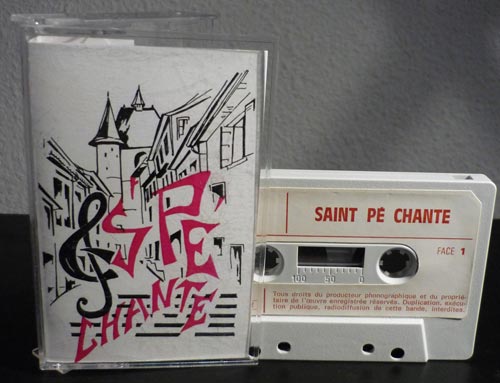 St PÉ
CHANTE
SAINT PÉ CHANTE
FACE 1
100 50 0
Tous droits du producteur phonographique et du proprié-
taire de l'œuvre enregistrée réservés. Duplication, exécu-
tion publique, radiodiffusion de cette bande, interdites.